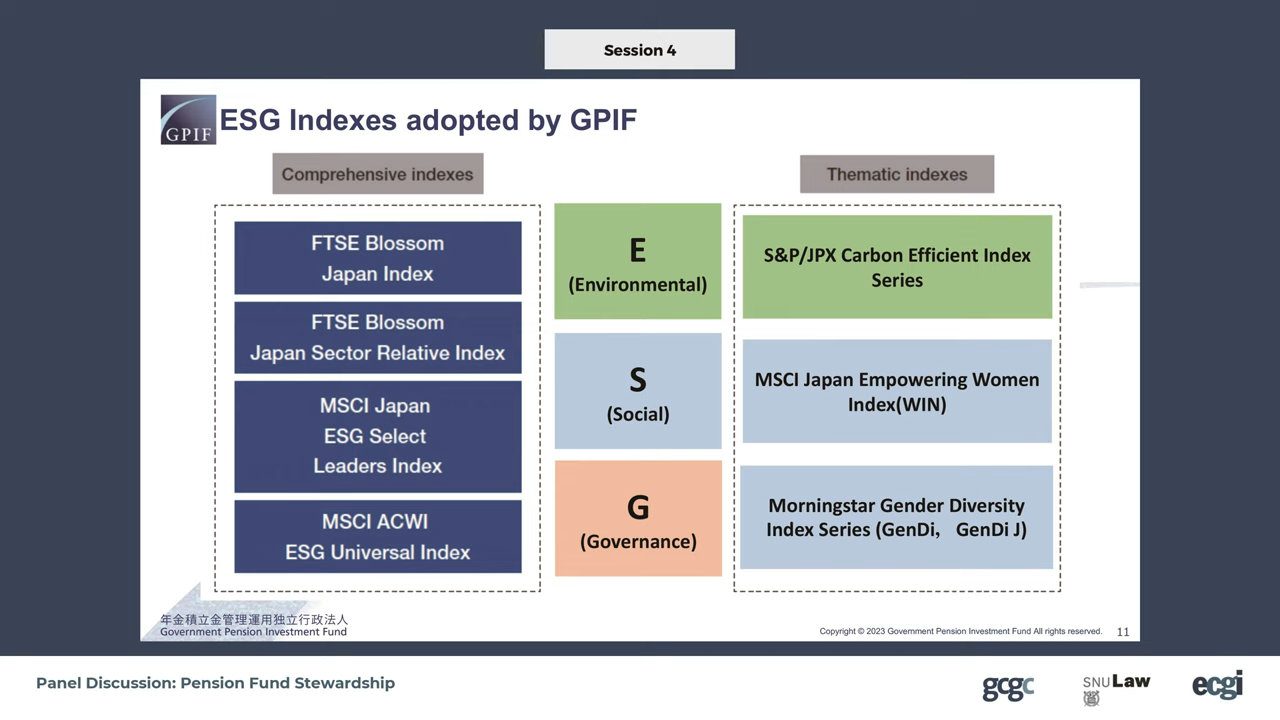 Session 4
GPIF
ESG Indexes adopted by GPIF
Comprehensive indexes
FTSE Blossom
Japan Index
FTSE Blossom
Japan Sector Relative Index
MSCI Japan
ESG Select
Leaders Index
MSCI ACWI
ESG Universal Index
E
(Environmental)
S
(Social)
G
(Governance)
Thematic indexes
S&P/JPX Carbon Efficient Index
Series
MSCI Japan Empowering Women
Index(WIN)
Morningstar Gender Diversity
Index Series (GenDi， GenDi J)
年金積立金管理運用独立行政法人
Government Pension Investment Fund
Copyright © 2023 Government Pension Investment Fund All rights reserved.
11
Panel Discussion: Pension Fund Stewardship
gcgc
SNU Law
ecgi